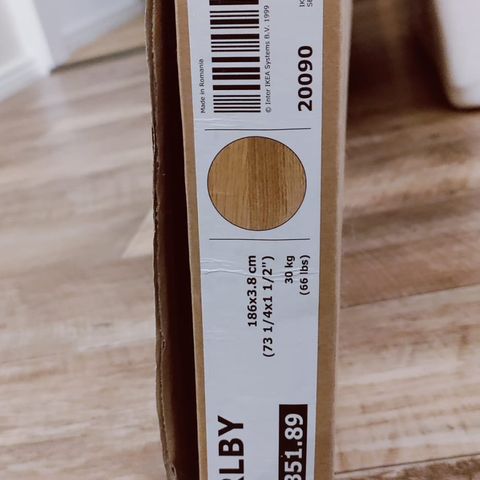 RLBY
351.89
186x3.8 cm
(73 1/4x1 1/2")
30 kg
(66 lbs)
Made in Romania
© Inter IKEA Systems B.V. 1999
20090